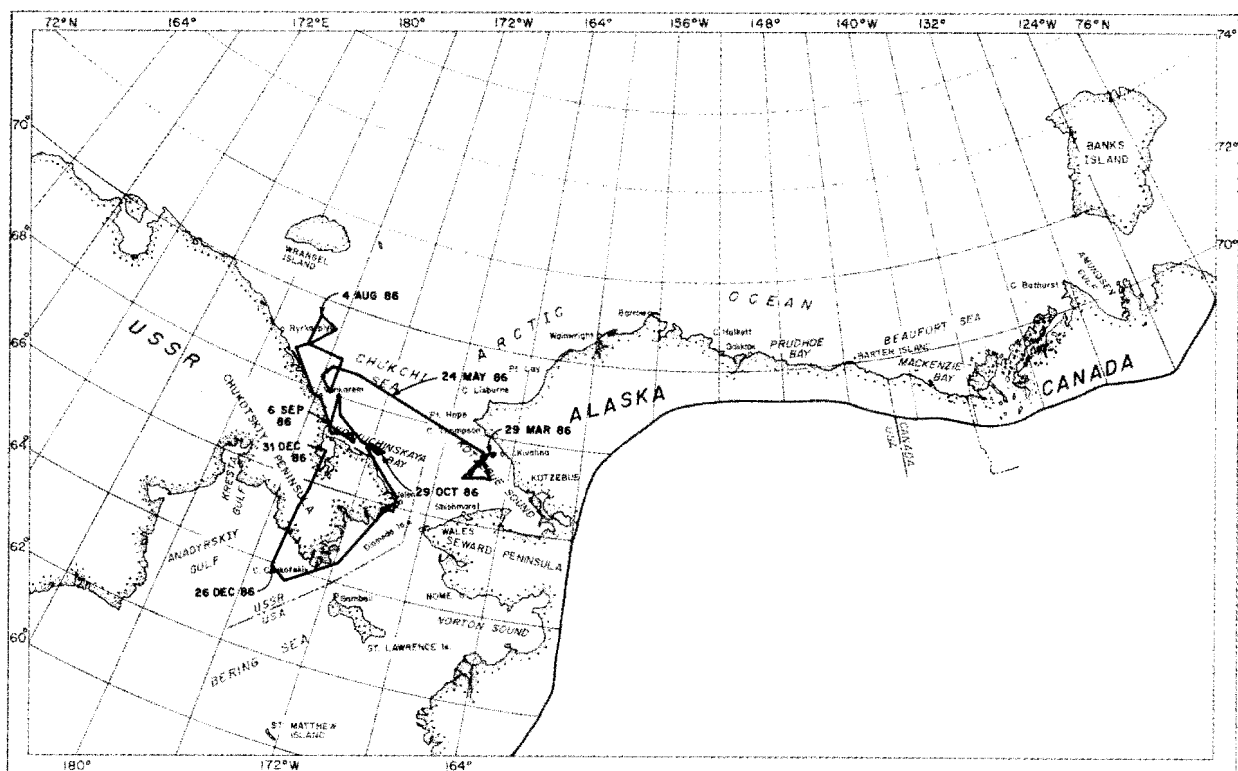 72°N 164° 172°E 180° 172°W 164° 156°W 148°W 140°W 132° 124°W 76°N
74°
70°
BANKS
ISLAND
72°
68°
WRANGEL
ISLAND
70°
AMUNDSEN
GULF
C. Bathurst
4 AUG 86
ARCTIC OCEAN
Barrow
Wainwright
C. Halkett
Oliktok
PRUDHOE
BAY
BEAUFORT SEA
BARTER ISLAND
MACKENZIE
BAY
CANADA
USSR
66°
CHUKCHI
SEA
24 MAY 86
Pt. Lay
C. Lisburne
ALASKA
CHUKOTSKIY
PENINSULA
6 SEP
86
Pt. Hope
C. Thompson
29 MAR 86
Kivalina
64°
31 DEC
86
BAY
KOTZEBUE
SOUND
KRESTA
GULF
29 OCT 86
(Shishmaref)
CANADA
USA
62°
ANADYRSKIY
GULF
Diomede Is.
WALES
SEWARD PENINSULA
26 DEC 86
USSR
USA
Gambell
NOME
NORTON SOUND
60°
BERING SEA
ST. LAWRENCE Is.
ST. MATTHEW
ISLAND
180° 172°W 164°